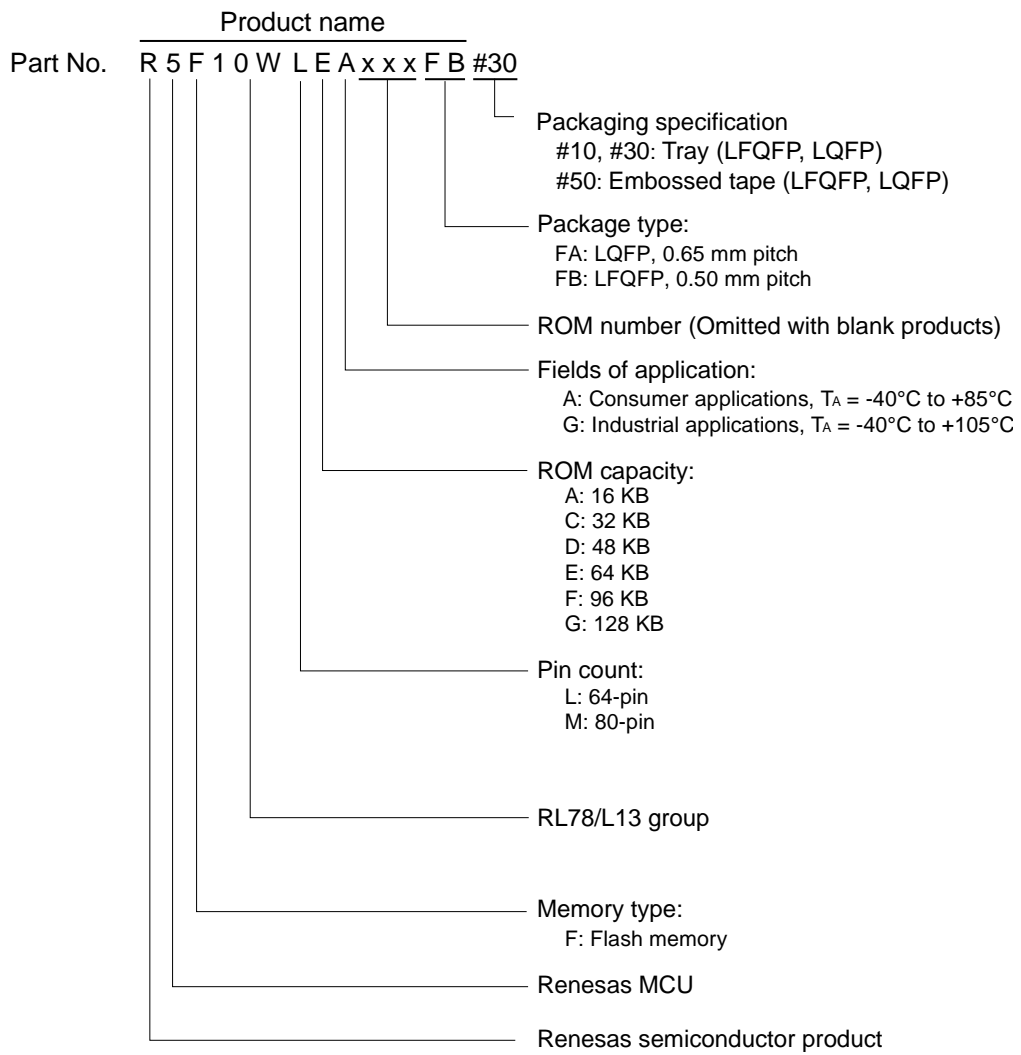 Product name
Part No. R 5 F 1 0 W L E A x x x F B #30
Packaging specification
#10, #30: Tray (LFQFP, LQFP)
#50: Embossed tape (LFQFP, LQFP)
Package type:
FA: LQFP, 0.65 mm pitch
FB: LFQFP, 0.50 mm pitch
ROM number (Omitted with blank products)
Fields of application:
A: Consumer applications, TA = -40°C to +85°C
G: Industrial applications, TA = -40°C to +105°C
ROM capacity:
A: 16 KB
C: 32 KB
D: 48 KB
E: 64 KB
F: 96 KB
G: 128 KB
Pin count:
L: 64-pin
M: 80-pin
RL78/L13 group
Memory type:
F: Flash memory
Renesas MCU
Renesas semiconductor product